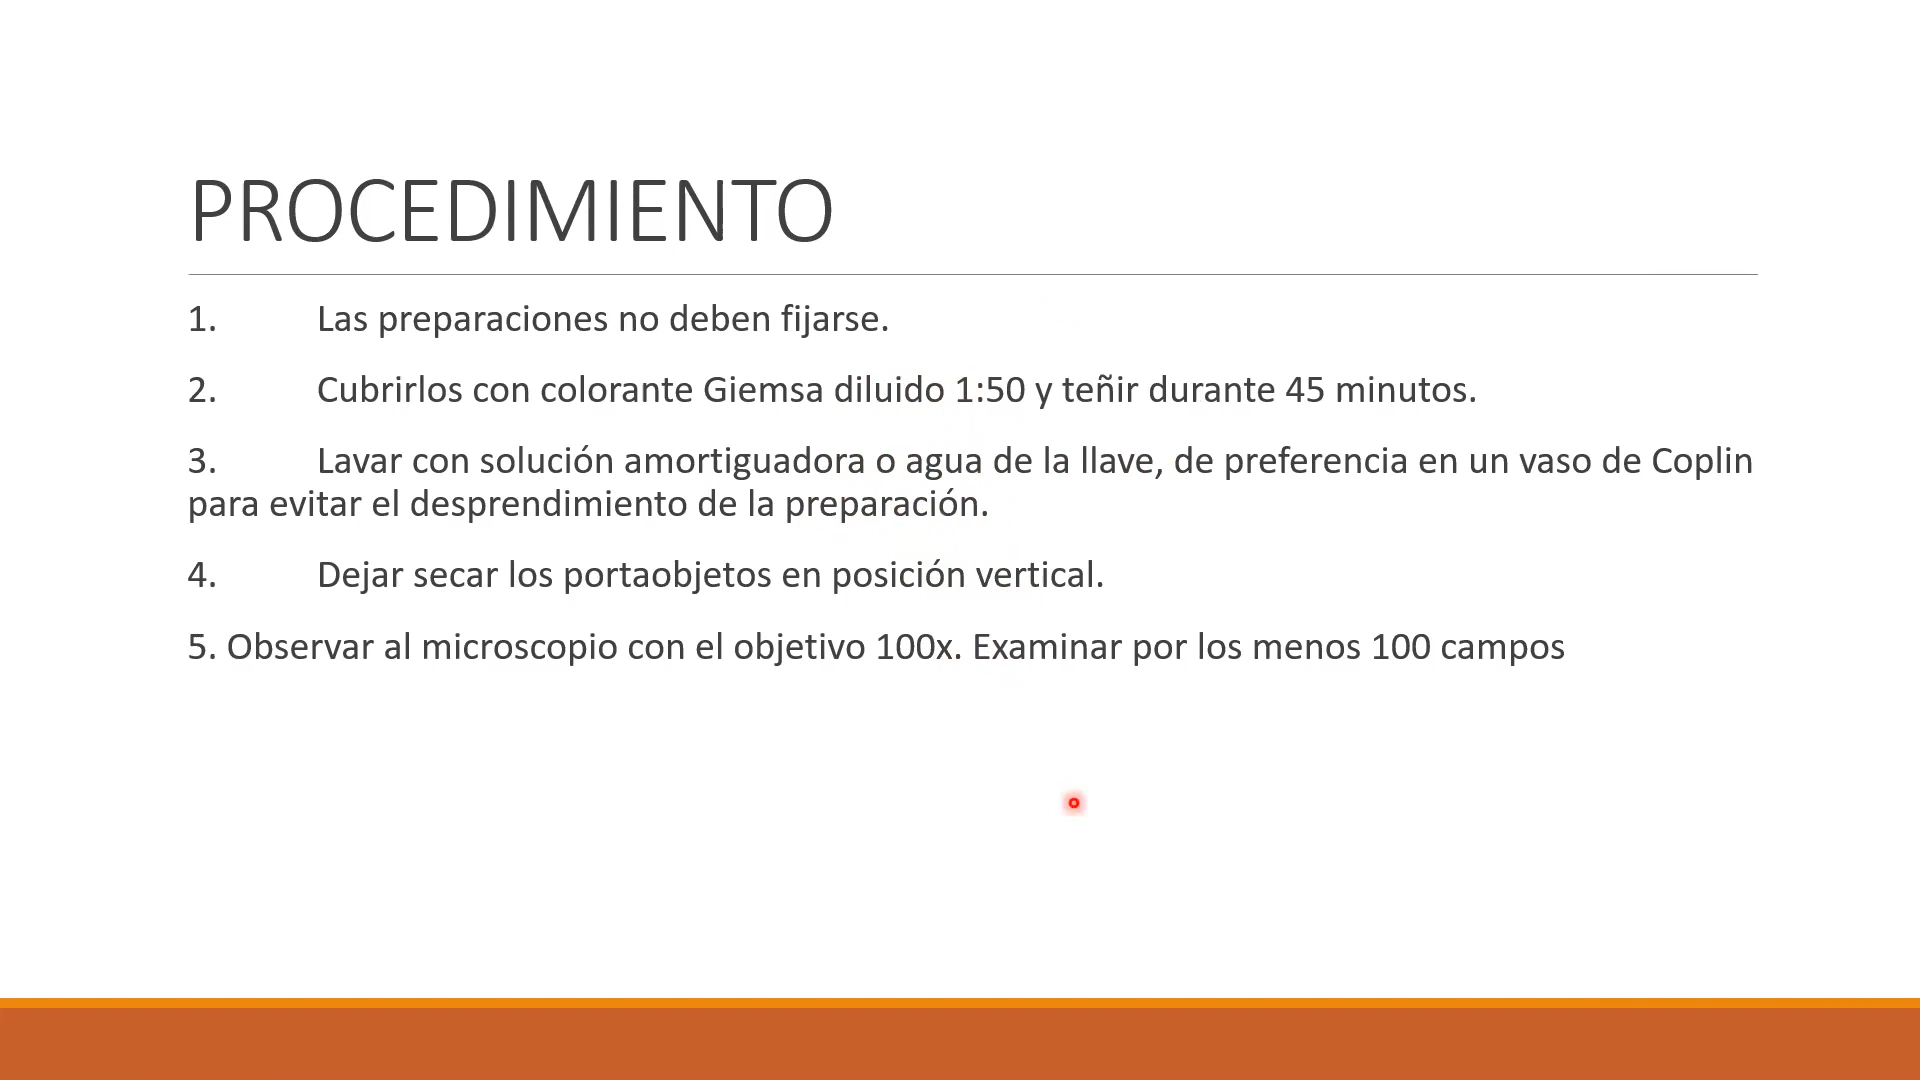 PROCEDIMIENTO
1. Las preparaciones no deben fijarse.
2. Cubrirlos con colorante Giemsa diluido 1:50 y teñir durante 45 minutos.
3. Lavar con solución amortiguadora o agua de la llave, de preferencia en un vaso de Coplin
para evitar el desprendimiento de la preparación.
4. Dejar secar los portaobjetos en posición vertical.
5. Observar al microscopio con el objetivo 100x. Examinar por los menos 100 campos